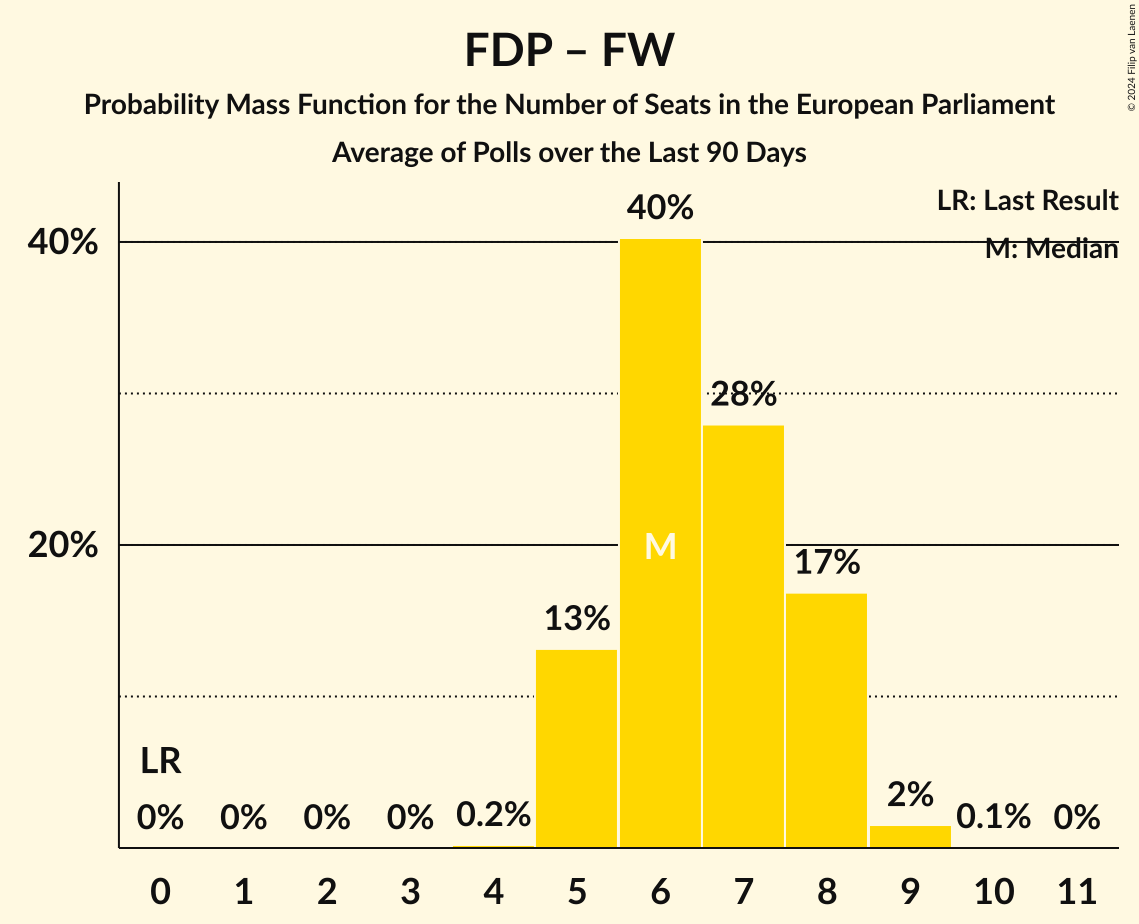 FDP – FW
Probability Mass Function for the Number of Seats in the European Parliament
Average of Polls over the Last 90 Days
© 2024 Filip van Laenen
LR: Last Result
M: Median
40%
20%
40%
28%
17%
13%
M
LR
0%
0%
0%
0%
0.2%
2%
0.1%
0%
0 1 2 3 4 5 6 7 8 9 10 11